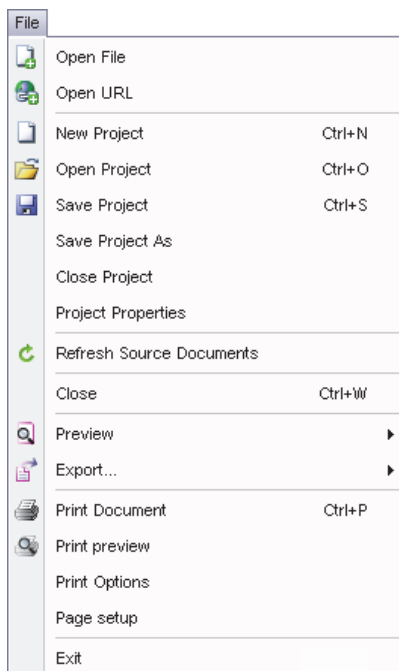 File
Open File
Open URL
New Project Ctrl+N
Open Project Ctrl+O
Save Project Ctrl+S
Save Project As
Close Project
Project Properties
Refresh Source Documents
Close Ctrl+W
Preview
Export...
Print Document Ctrl+P
Print preview
Print Options
Page setup
Exit